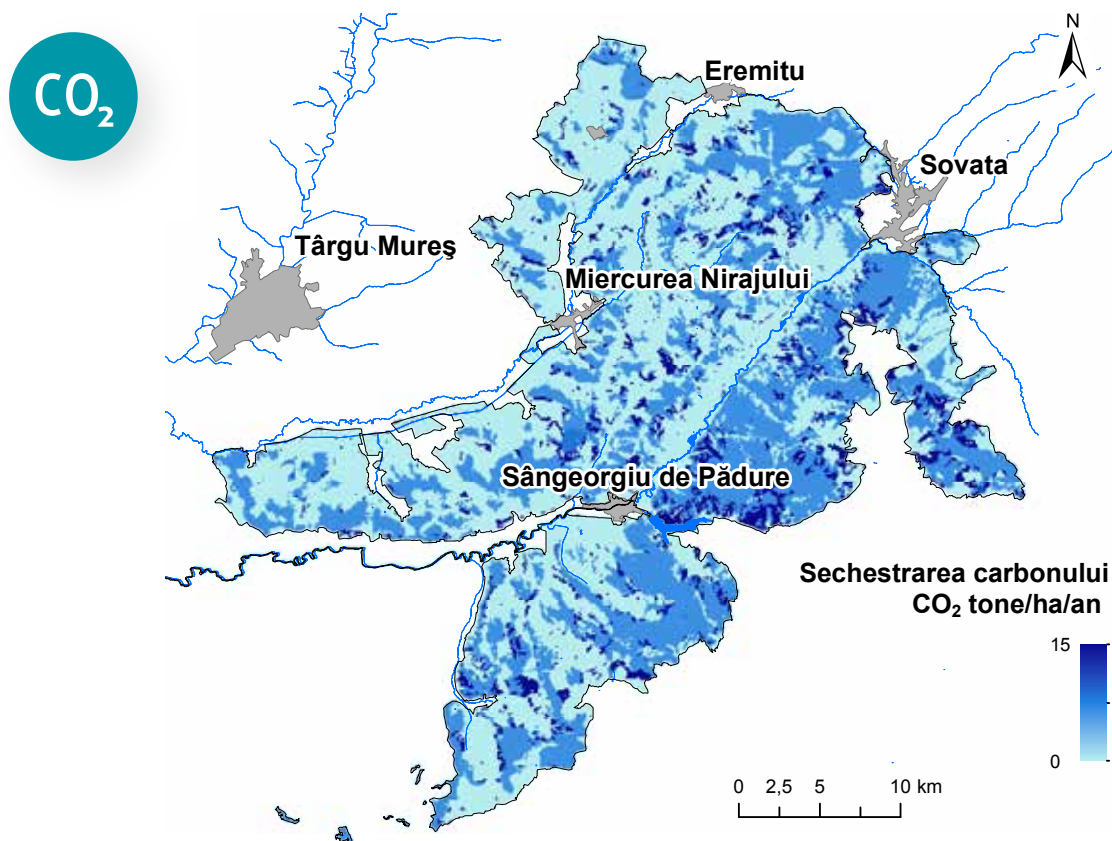 CO₂
N
Eremitu
Sovata
Târgu Mureş
Miercurea Nirajului
Sângeorgiu de Pădure
Sechestrarea carbonului
CO₂ tone/ha/an
15
0
0 2,5 5 10 km